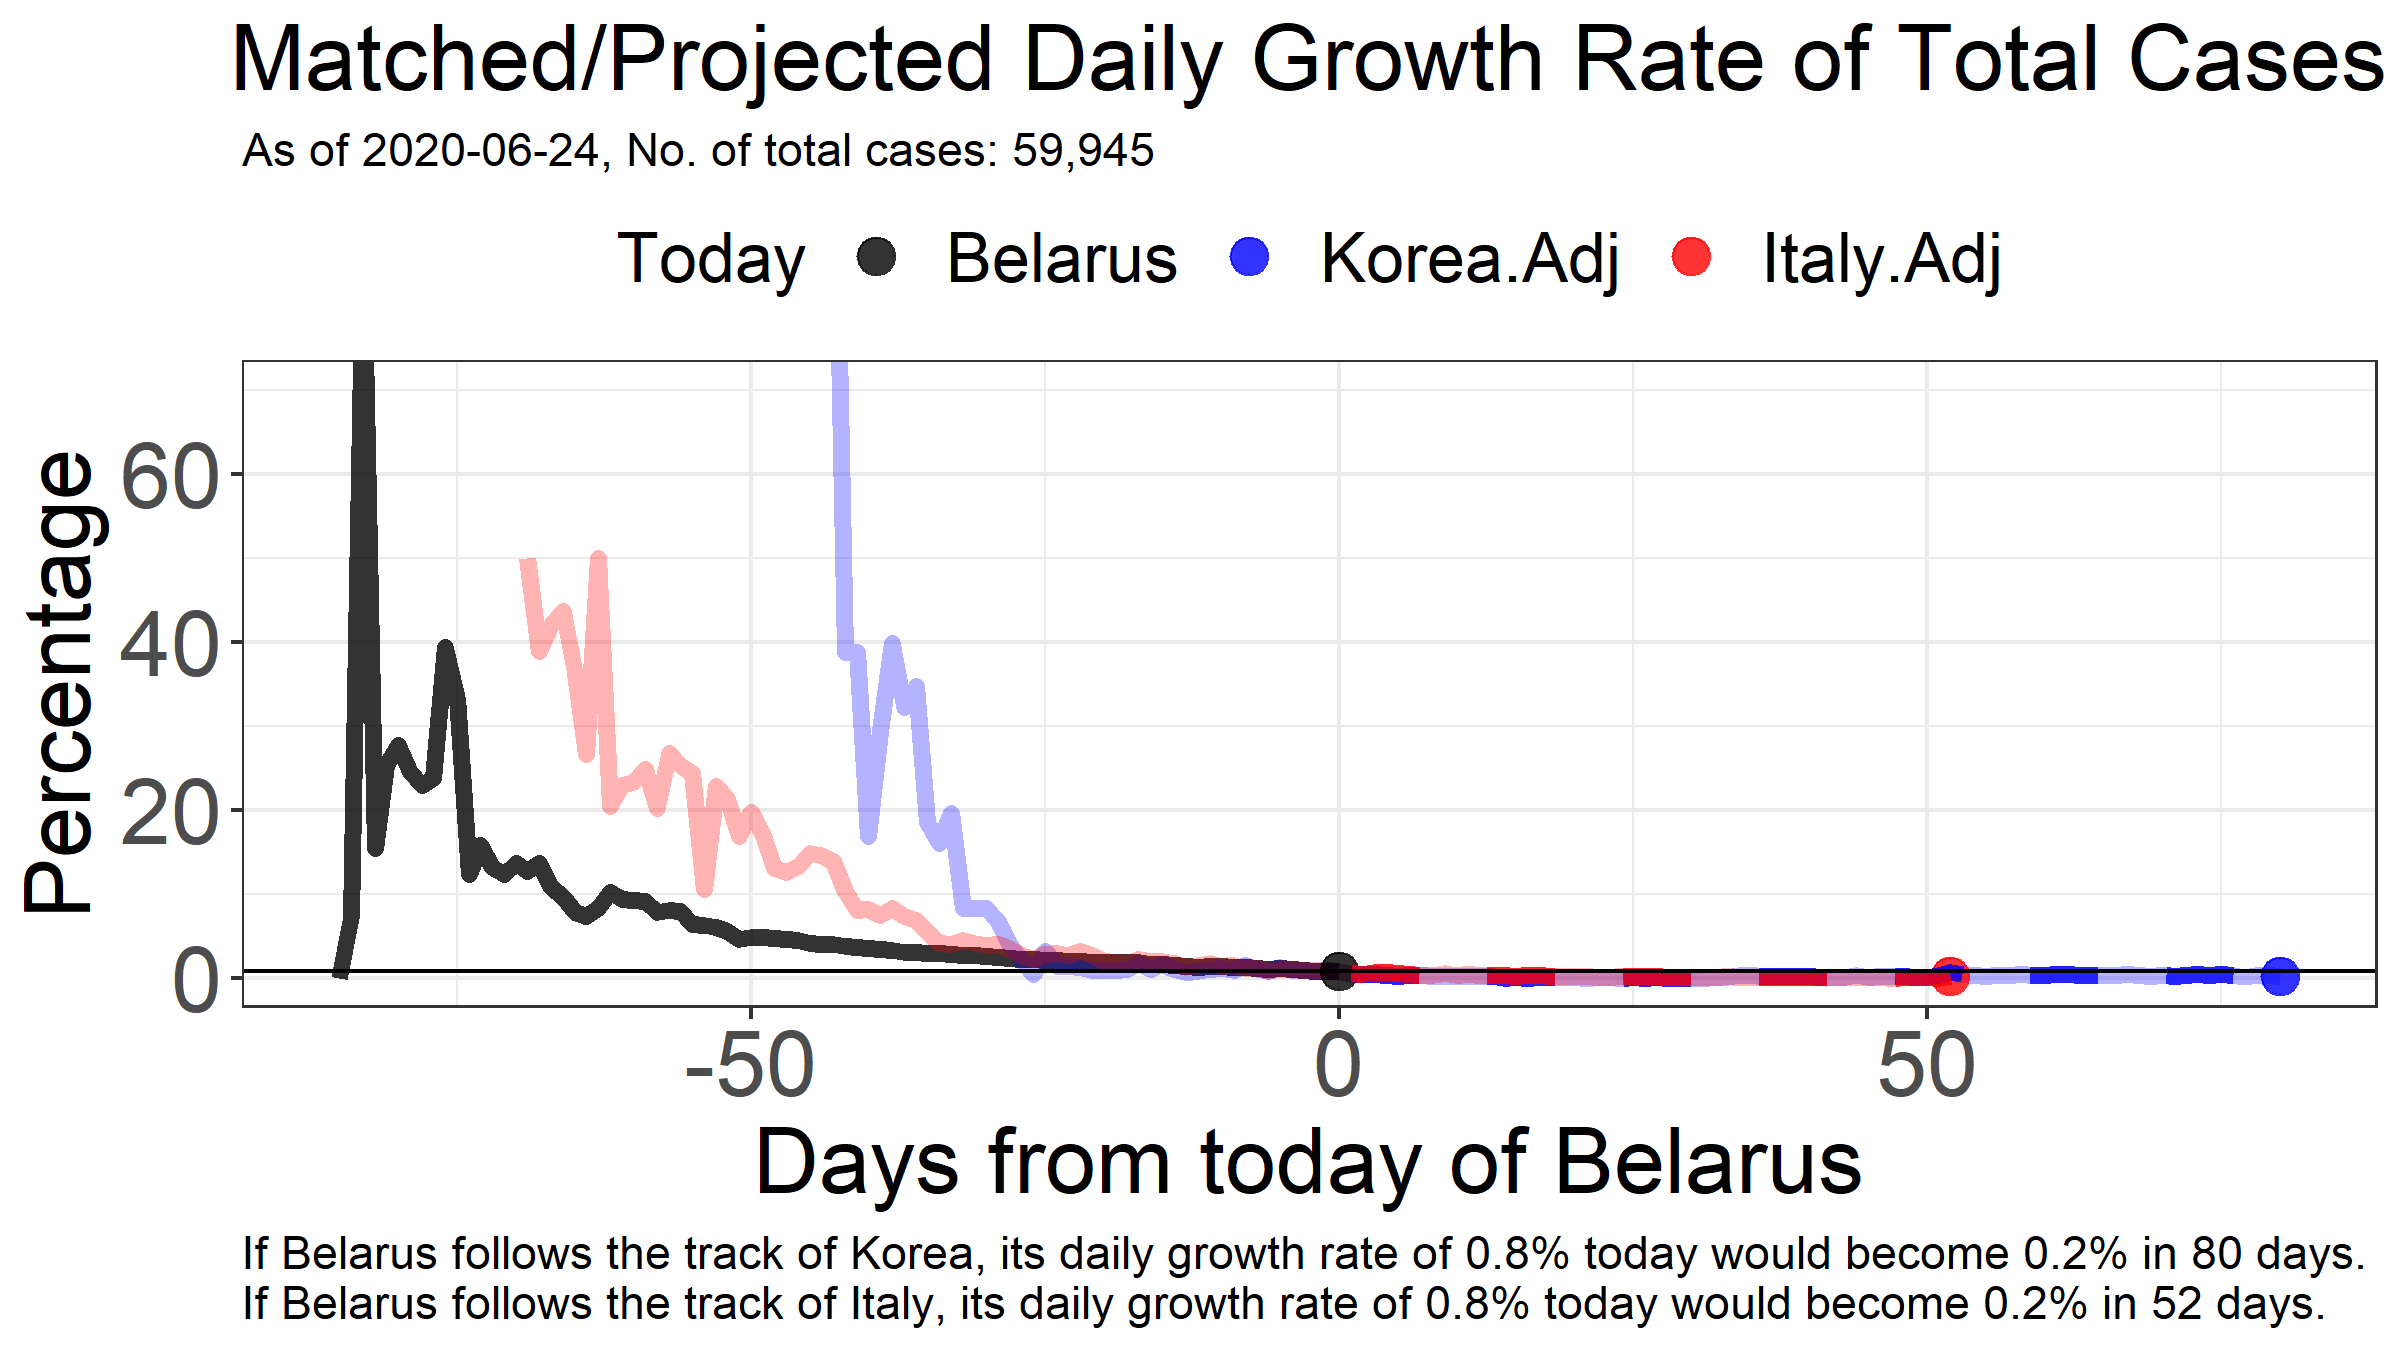 Matched/Projected Daily Growth Rate of Total Cases
As of 2020-06-24, No. of total cases: 59,945
Today Belarus Korea.Adj Italy.Adj
Percentage
60
40
20
0
-50 0 50
Days from today of Belarus
If Belarus follows the track of Korea, its daily growth rate of 0.8% today would become 0.2% in 80 days.
If Belarus follows the track of Italy, its daily growth rate of 0.8% today would become 0.2% in 52 days.